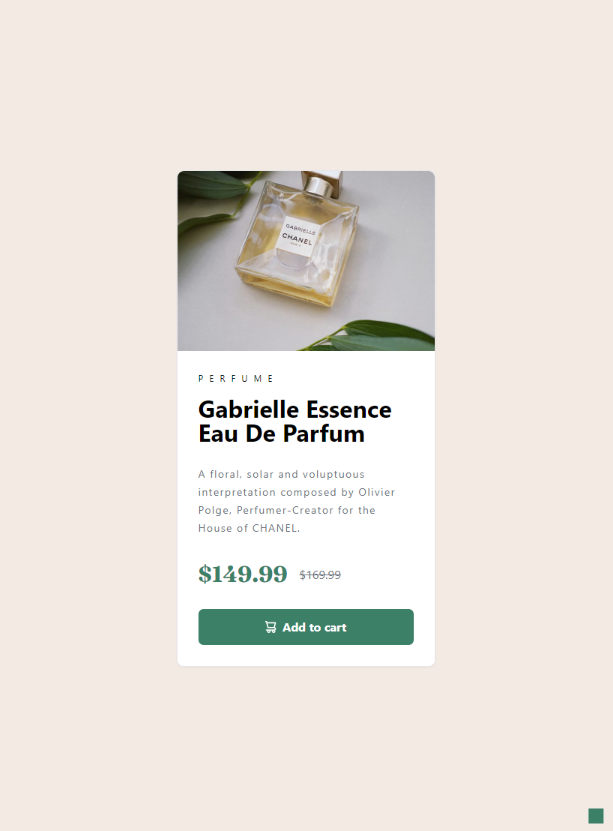 GABRIELLE
CHANEL
PERFUME
Gabrielle Essence
Eau De Parfum
A floral, solar and voluptuous
interpretation composed by Olivier
Polge, Perfumer-Creator for the
House of CHANEL.
$149.99 $169.99
Add to cart